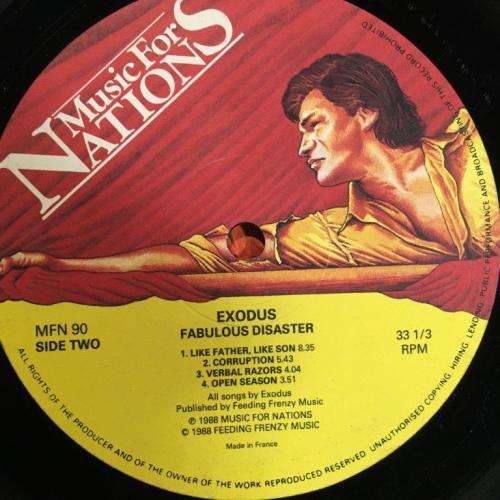 Music For
NATIONS
EXODUS
FABULOUS DISASTER
MFN 90
SIDE TWO
33 1/3
RPM
1. LIKE FATHER, LIKE SON 8.35
2. CORRUPTION 5.43
3. VERBAL RAZORS 4.04
4. OPEN SEASON 3.51
All songs by Exodus
Published by Feeding Frenzy Music
℗ 1988 MUSIC FOR NATIONS
© 1988 FEEDING FRENZY MUSIC
Made in France
ALL RIGHTS OF THE PRODUCER AND OF THE OWNER OF THE WORK REPRODUCED RESERVED. UNAUTHORISED COPYING, HIRING, LENDING, PUBLIC PERFORMANCE AND BROADCASTING OF THIS RECORD PROHIBITED